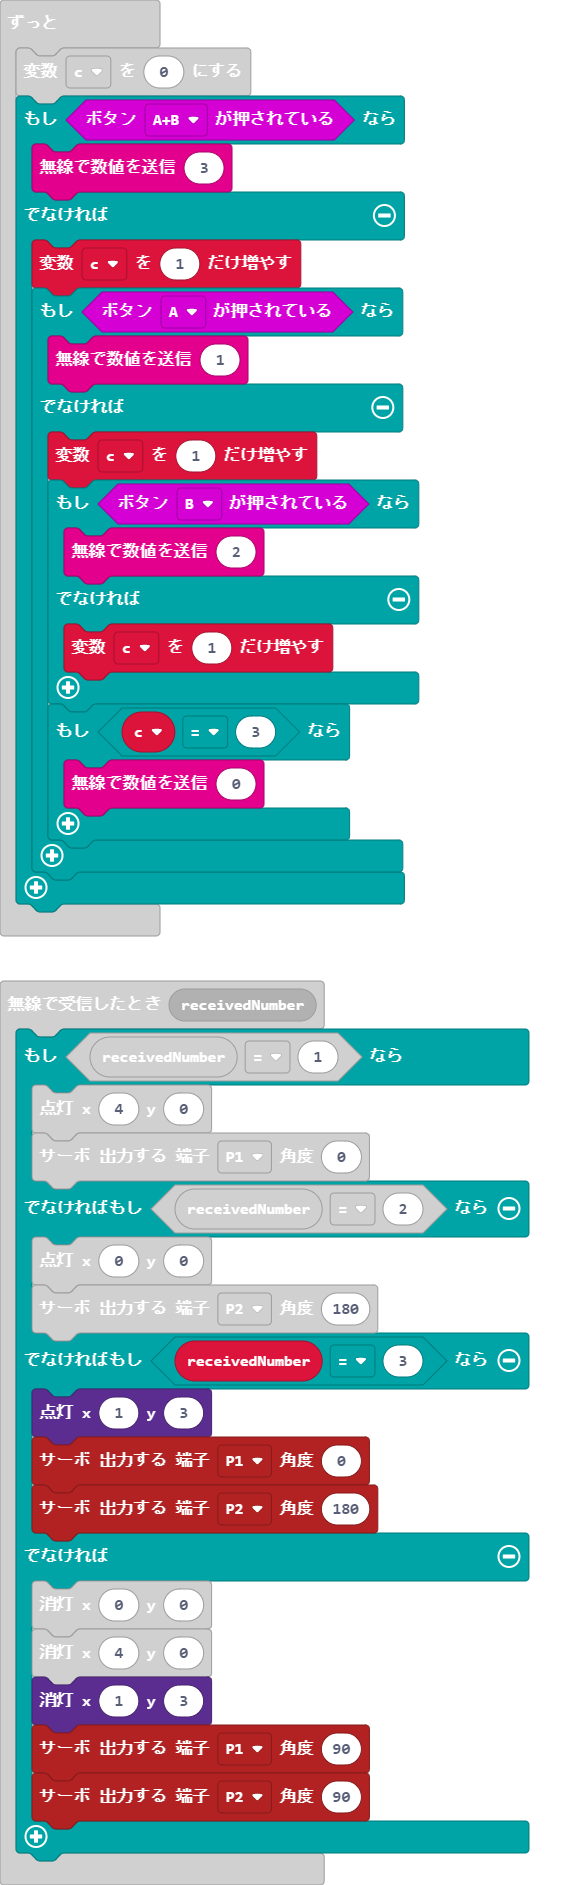 ずっと
変数 c を 0 にする
もし ボタン A+B が押されている なら
無線で数値を送信 3
でなければ
変数 c を 1 だけ増やす
もし ボタン A が押されている なら
無線で数値を送信 1
でなければ
変数 c を 1 だけ増やす
もし ボタン B が押されている なら
無線で数値を送信 2
でなければ
変数 c を 1 だけ増やす
もし c = 3 なら
無線で数値を送信 0
無線で受信したとき receivedNumber
もし receivedNumber = 1 なら
点灯 x 4 y 0
サーボ 出力する 端子 P1 角度 0
でなければもし receivedNumber = 2 なら
点灯 x 0 y 0
サーボ 出力する 端子 P2 角度 180
でなければもし receivedNumber = 3 なら
点灯 x 1 y 3
サーボ 出力する 端子 P1 角度 0
サーボ 出力する 端子 P2 角度 180
でなければ
消灯 x 0 y 0
消灯 x 4 y 0
消灯 x 1 y 3
サーボ 出力する 端子 P1 角度 90
サーボ 出力する 端子 P2 角度 90